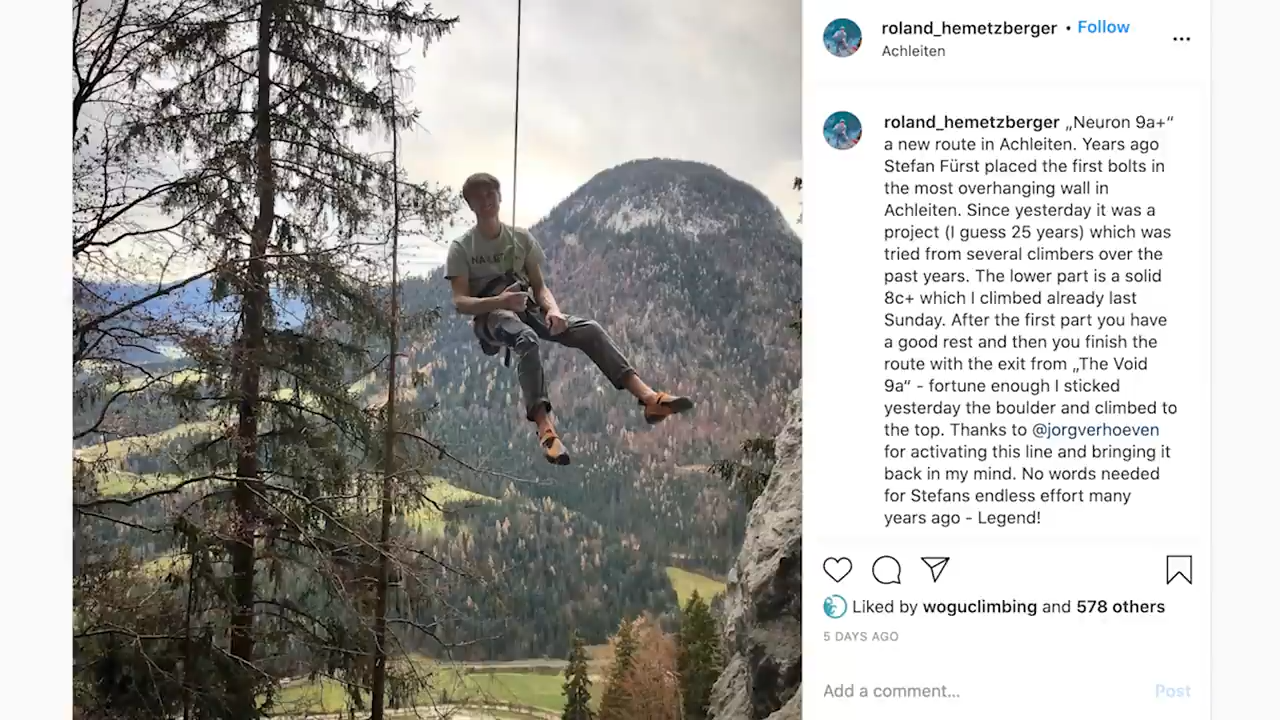 roland_hemetzberger • Follow
Achleiten
roland_hemetzberger „Neuron 9a+“
a new route in Achleiten. Years ago
Stefan Fürst placed the first bolts in
the most overhanging wall in
Achleiten. Since yesterday it was a
project (I guess 25 years) which was
tried from several climbers over the
past years. The lower part is a solid
8c+ which I climbed already last
Sunday. After the first part you have
a good rest and then you finish the
route with the exit from „The Void
9a“ - fortune enough I sticked
yesterday the boulder and climbed to
the top. Thanks to @jorgverhoeven
for activating this line and bringing it
back in my mind. No words needed
for Stefans endless effort many
years ago - Legend!
Liked by woguclimbing and 578 others
5 DAYS AGO
Add a comment... Post